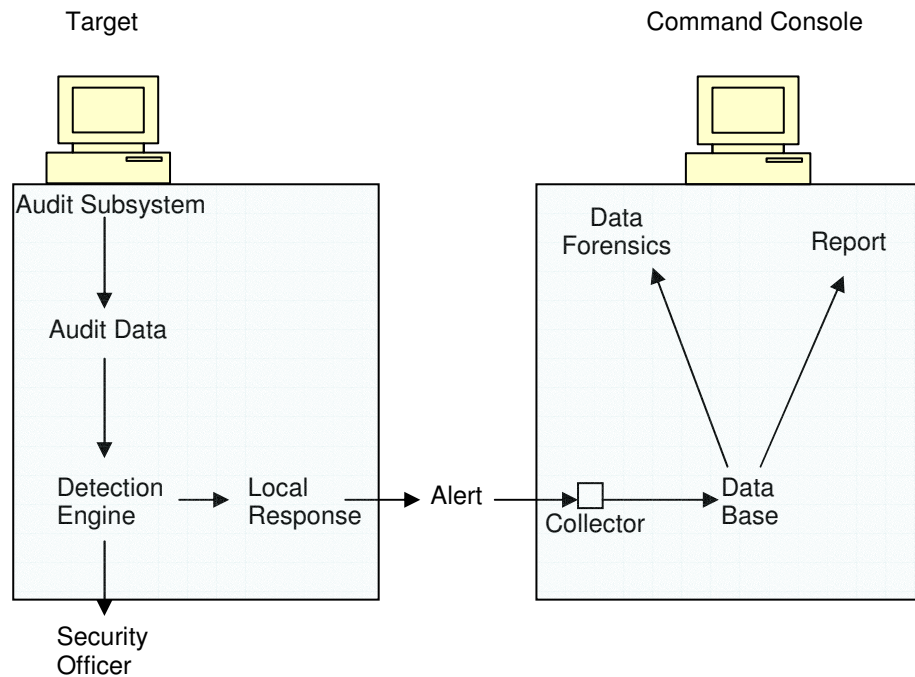 Target
Command Console
Audit Subsystem
Audit Data
Detection
Engine
Local
Response
Security
Officer
Alert
Data
Forensics
Report
Collector
Data
Base